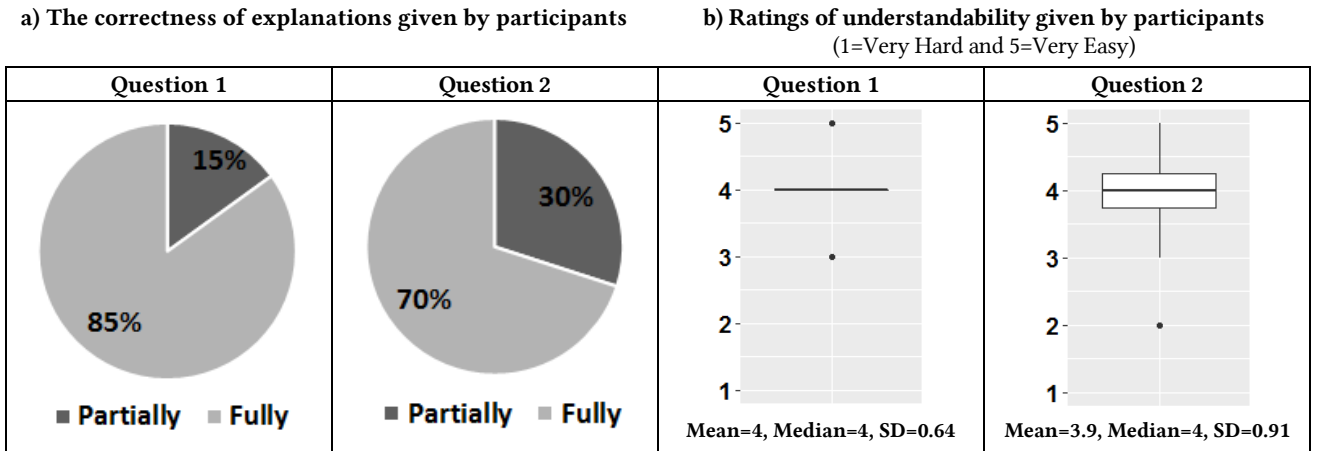 a) The correctness of explanations given by participants
b) Ratings of understandability given by participants
(1=Very Hard and 5=Very Easy)
Question 1
Question 2
Question 1
Question 2
15%
85%
Partially
Fully
30%
70%
Partially
Fully
5
4
3
2
1
Mean=4, Median=4, SD=0.64
5
4
3
2
1
Mean=3.9, Median=4, SD=0.91